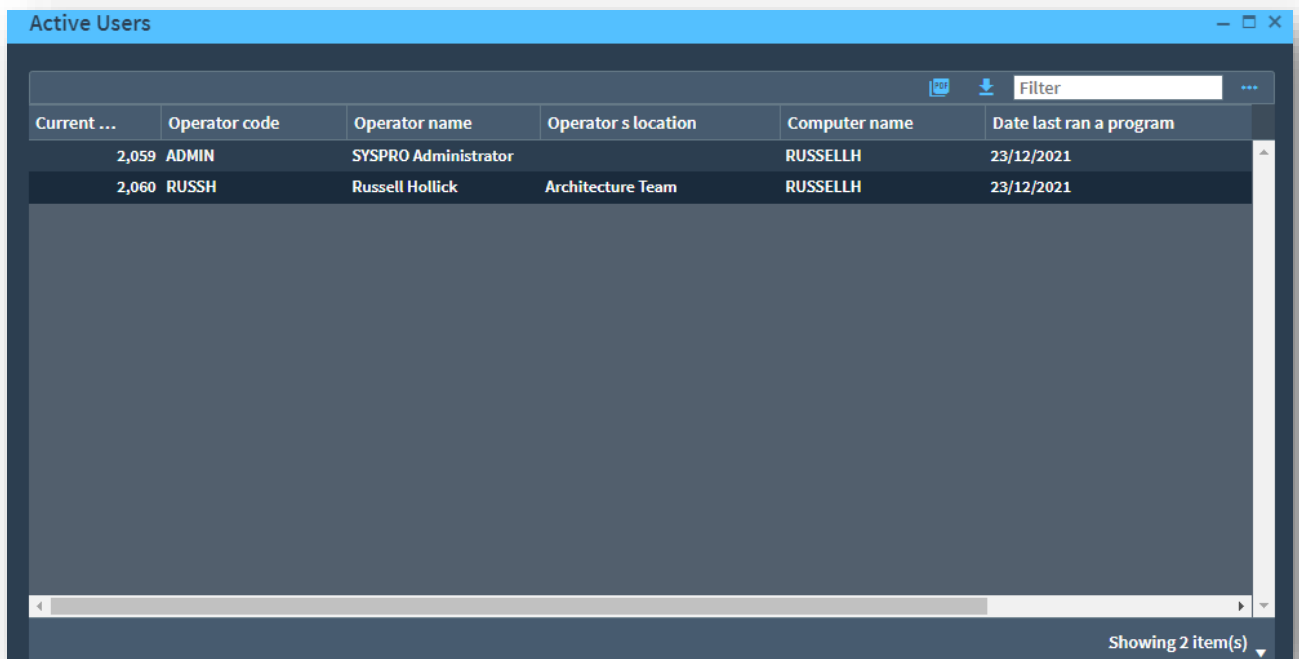 Active Users
PDF Filter
Current ... Operator code Operator name Operator s location Computer name Date last ran a program
2,059 ADMIN SYSPRO Administrator RUSSELLH 23/12/2021
2,060 RUSSH Russell Hollick Architecture Team RUSSELLH 23/12/2021
Showing 2 item(s)